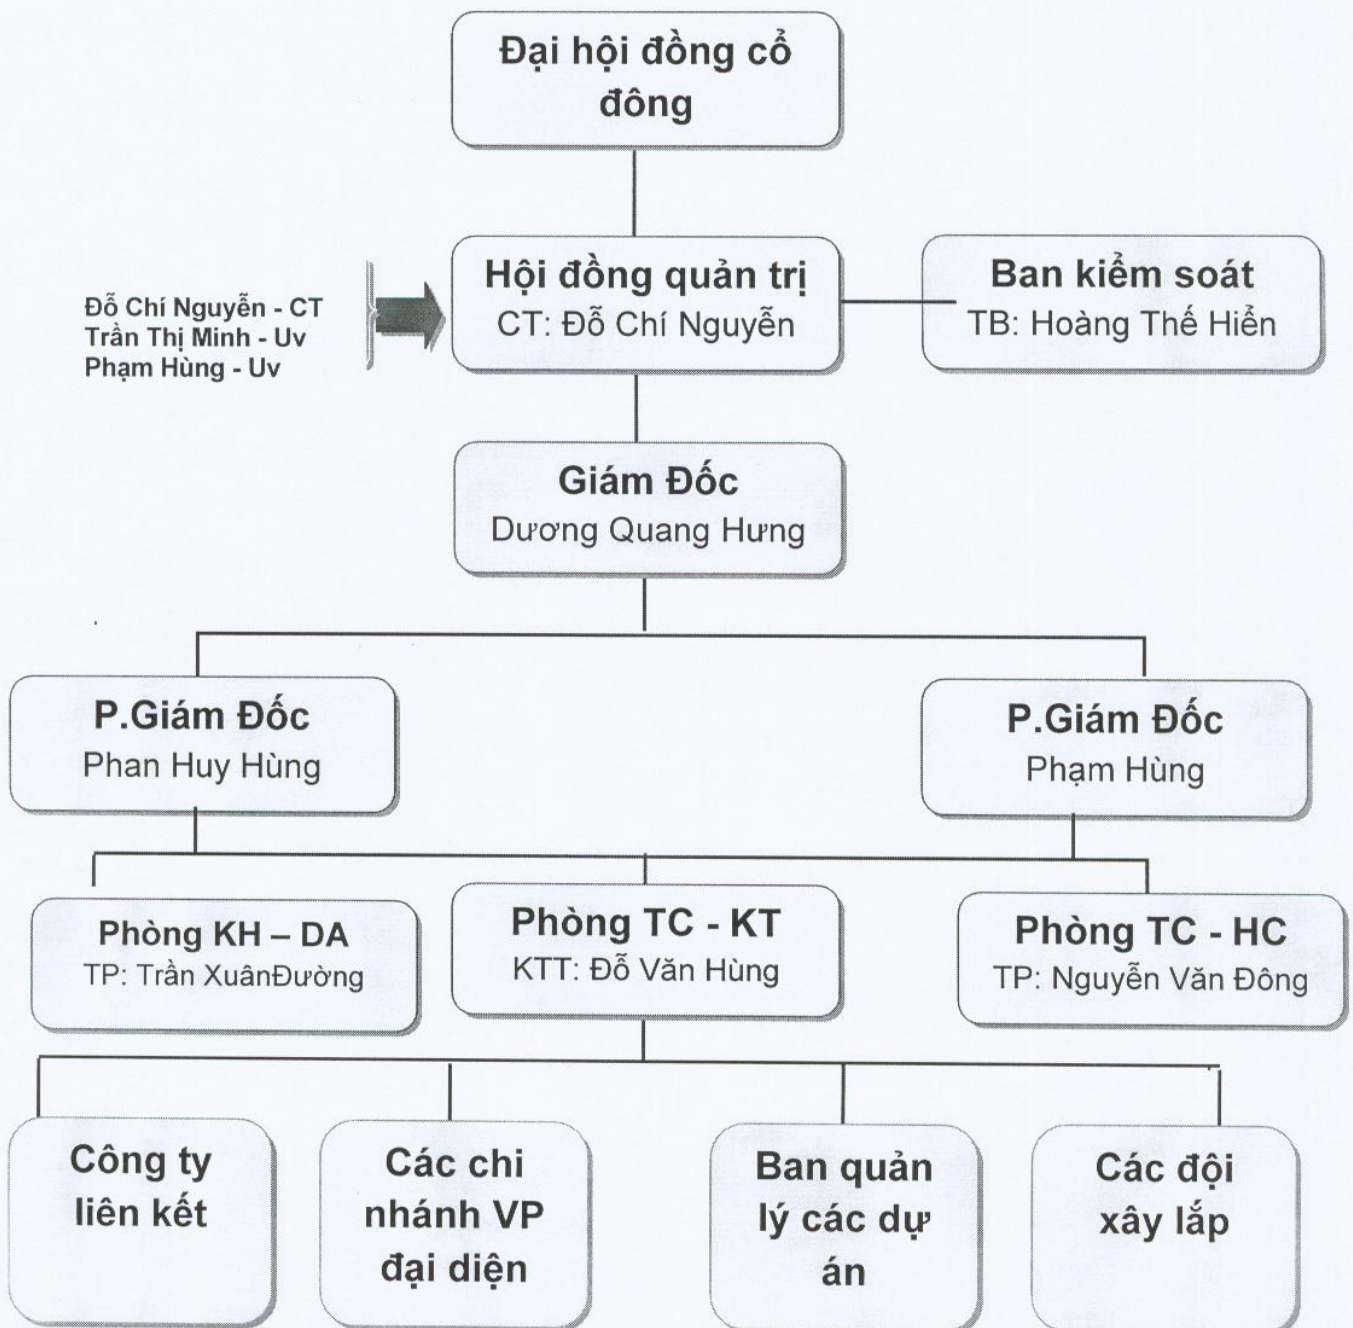 Đại hội đồng cổ
đông
Đỗ Chí Nguyễn - CT
Trần Thị Minh - Uv
Phạm Hùng - Uv
Hội đồng quản trị
CT: Đỗ Chí Nguyễn
Ban kiểm soát
TB: Hoàng Thế Hiển
Giám Đốc
Dương Quang Hưng
P.Giám Đốc
Phan Huy Hùng
P.Giám Đốc
Phạm Hùng
Phòng KH – DA
TP: Trần XuânĐường
Phòng TC - KT
KTT: Đỗ Văn Hùng
Phòng TC - HC
TP: Nguyễn Văn Đông
Công ty
liên kết
Các chi
nhánh VP
đại diện
Ban quản
lý các dự
án
Các đội
xây lắp